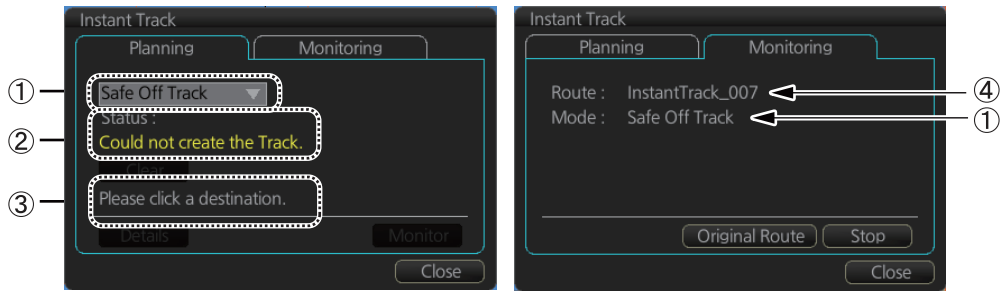 Instant Track
Planning
Monitoring
① Safe Off Track
Status :
② Could not create the Track.
Clear
③ Please click a destination.
Details
Monitor
Close
Instant Track
Planning
Monitoring
Route : InstantTrack_007 ④
Mode : Safe Off Track ①
Original Route
Stop
Close